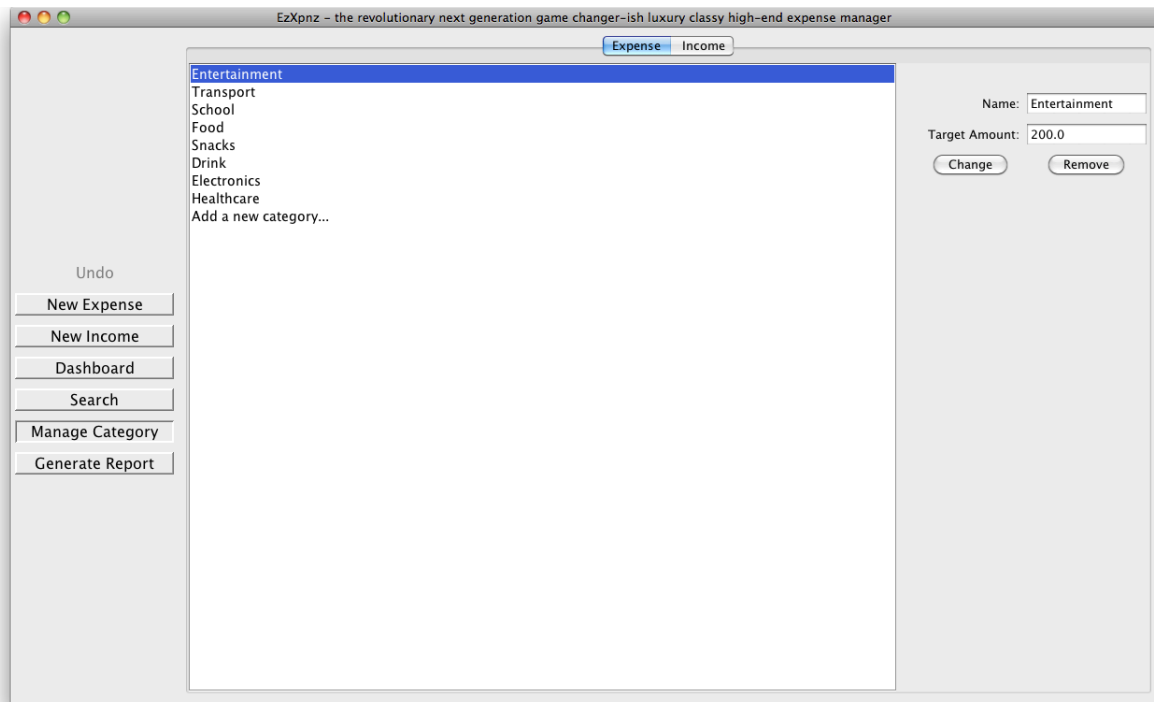 EzXpnz - the revolutionary next generation game changer-ish luxury classy high-end expense manager
Expense Income
Entertainment
Transport
School
Food
Snacks
Drink
Electronics
Healthcare
Add a new category...
Name: Entertainment
Target Amount: 200.0
Change Remove
Undo
New Expense
New Income
Dashboard
Search
Manage Category
Generate Report